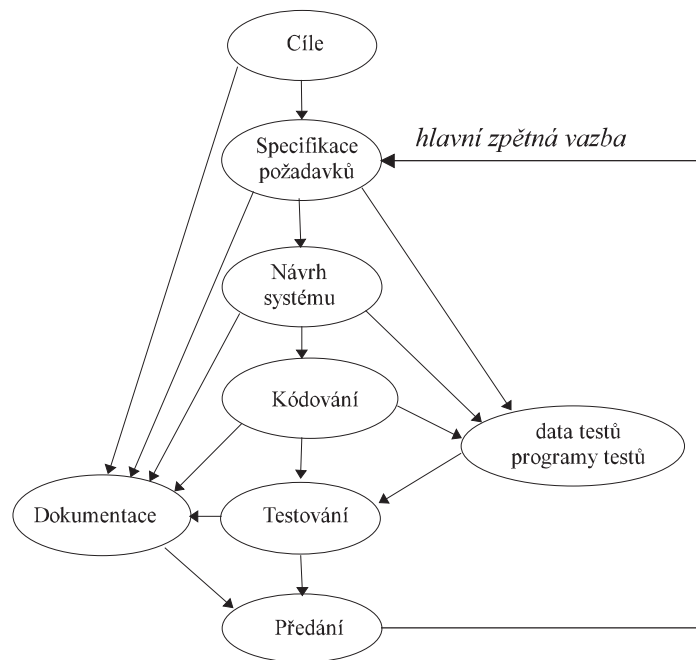 Cíle
Specifikace
požadavků
hlavní zpětná vazba
Návrh
systému
Kódování
data testů
programy testů
Dokumentace
Testování
Předání